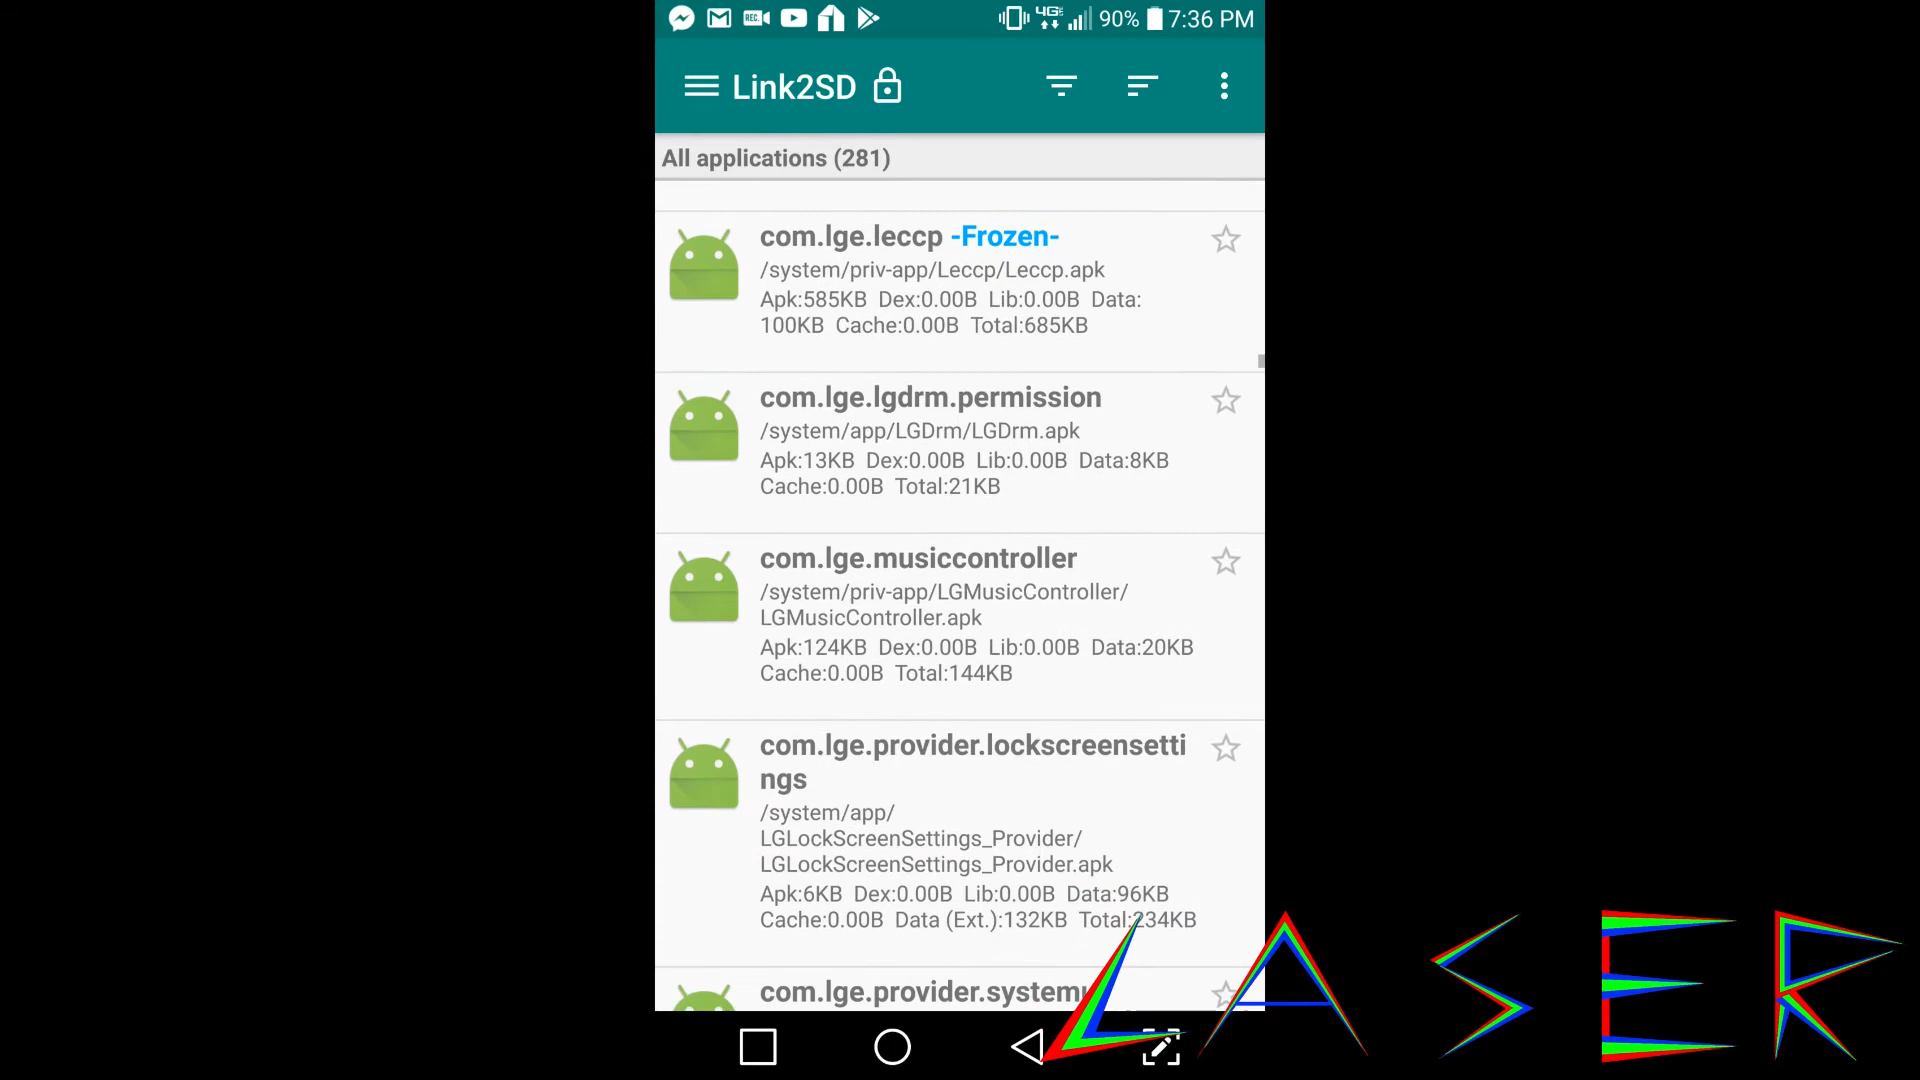 REC. 4GE 90% 7:36 PM
Link2SD
All applications (281)
com.lge.leccp -Frozen-
/system/priv-app/Leccp/Leccp.apk
Apk:585KB Dex:0.00B Lib:0.00B Data:
100KB Cache:0.00B Total:685KB
com.lge.lgdrm.permission
/system/app/LGDrm/LGDrm.apk
Apk:13KB Dex:0.00B Lib:0.00B Data:8KB
Cache:0.00B Total:21KB
com.lge.musiccontroller
/system/priv-app/LGMusicController/
LGMusicController.apk
Apk:124KB Dex:0.00B Lib:0.00B Data:20KB
Cache:0.00B Total:144KB
com.lge.provider.lockscreensetti
ngs
/system/app/
LGLockScreenSettings_Provider/
LGLockScreenSettings_Provider.apk
Apk:6KB Dex:0.00B Lib:0.00B Data:96KB
Cache:0.00B Data (Ext.):132KB Total:234KB
LASER